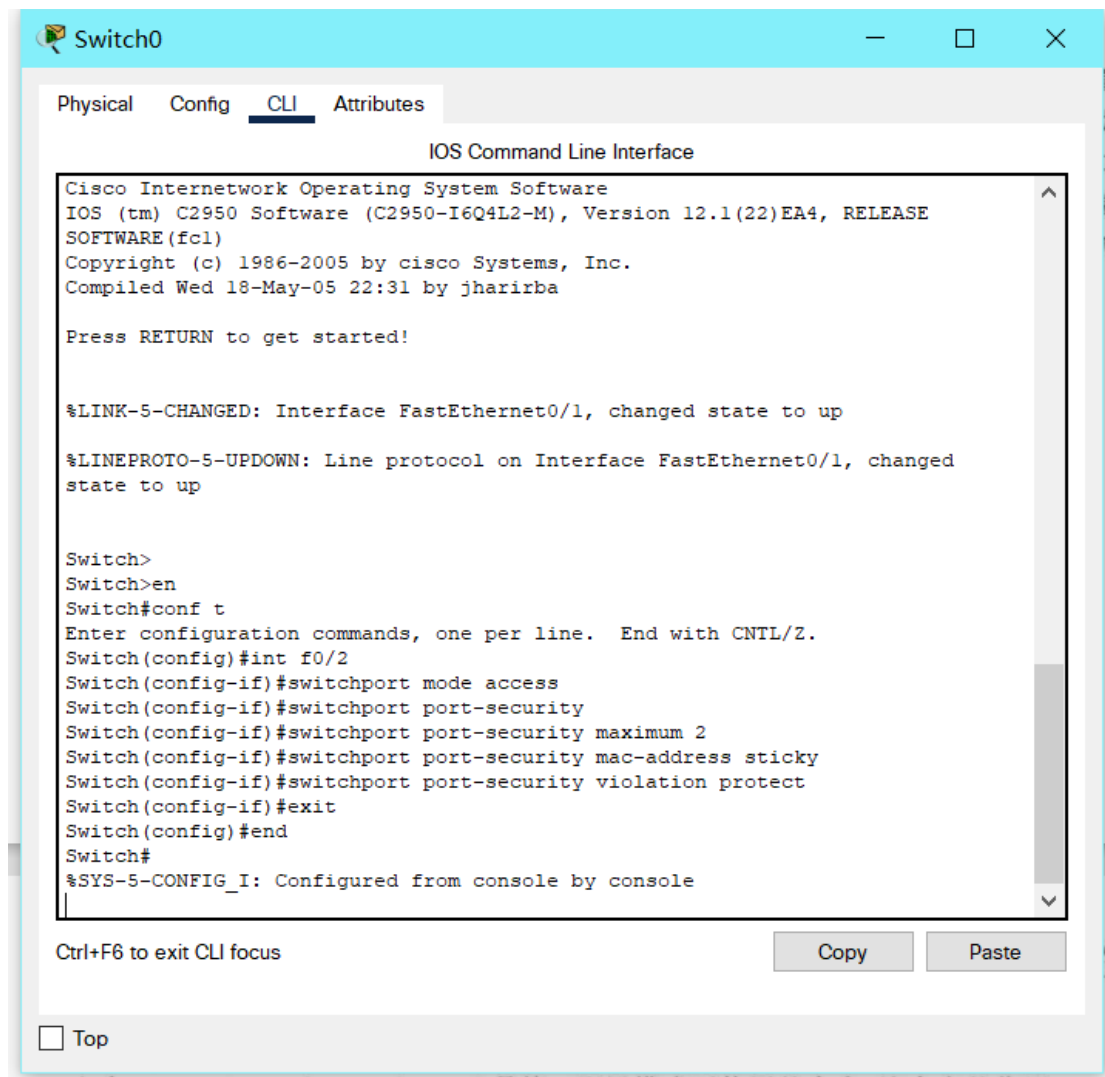 Switch0
Physical Config CLI Attributes
IOS Command Line Interface
Cisco Internetwork Operating System Software
IOS (tm) C2950 Software (C2950-I6Q4L2-M), Version 12.1(22)EA4, RELEASE
SOFTWARE(fc1)
Copyright (c) 1986-2005 by cisco Systems, Inc.
Compiled Wed 18-May-05 22:31 by jharirba
Press RETURN to get started!
%LINK-5-CHANGED: Interface FastEthernet0/1, changed state to up
%LINEPROTO-5-UPDOWN: Line protocol on Interface FastEthernet0/1, changed
state to up
Switch>
Switch>en
Switch#conf t
Enter configuration commands, one per line.  End with CNTL/Z.
Switch(config)#int f0/2
Switch(config-if)#switchport mode access
Switch(config-if)#switchport port-security
Switch(config-if)#switchport port-security maximum 2
Switch(config-if)#switchport port-security mac-address sticky
Switch(config-if)#switchport port-security violation protect
Switch(config-if)#exit
Switch(config)#end
Switch#
%SYS-5-CONFIG_I: Configured from console by console
Ctrl+F6 to exit CLI focus Copy Paste
Top